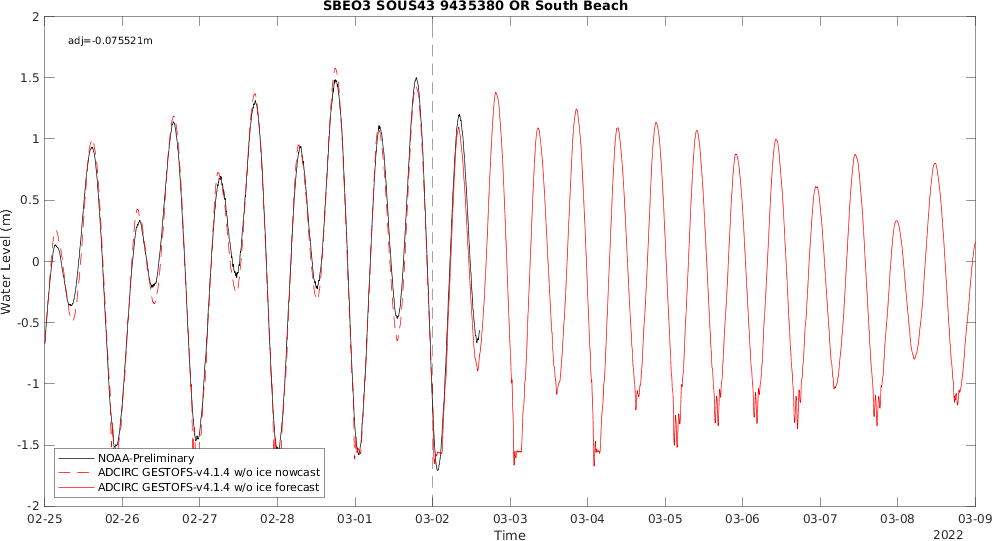 SBEO3 SOUS43 9435380 OR South Beach
adj=-0.075521m
Water Level (m)
2
1.5
1
0.5
0
-0.5
-1
-1.5
-2
NOAA-Preliminary
ADCIRC GESTOFS-v4.1.4 w/o ice nowcast
ADCIRC GESTOFS-v4.1.4 w/o ice forecast
02-25 02-26 02-27 02-28 03-01 03-02 03-03 03-04 03-05 03-06 03-07 03-08 03-09
Time
2022